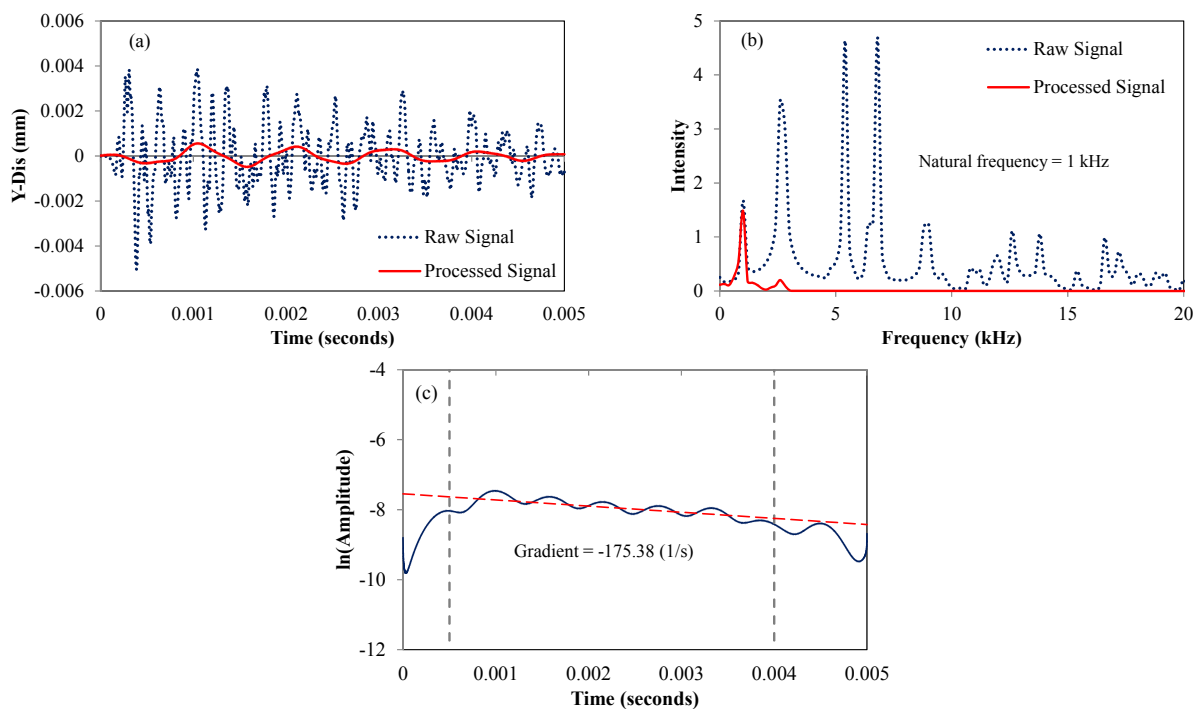 (a)
0.006
0.004
0.002
0
-0.002
-0.004
-0.006
Y-Dis (mm)
Raw Signal
Processed Signal
0
0.001
0.002
0.003
0.004
0.005
Time (seconds)
(b)
5
4
3
2
1
0
Intensity
Raw Signal
Processed Signal
Natural frequency = 1 kHz
0
5
10
15
20
Frequency (kHz)
(c)
-4
-6
-8
-10
-12
ln(Amplitude)
Gradient = -175.38 (1/s)
0
0.001
0.002
0.003
0.004
0.005
Time (seconds)